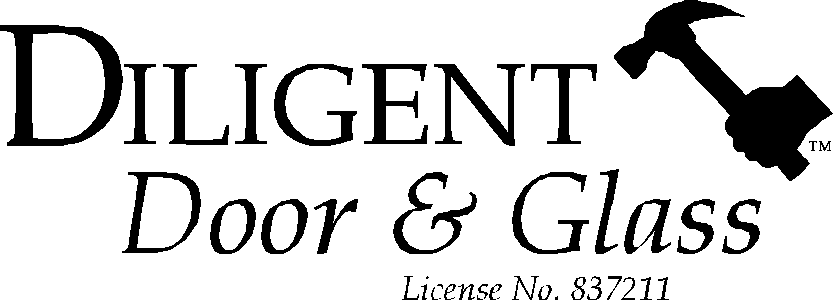 DILIGENT
TM
Door & Glass
License No. 837211